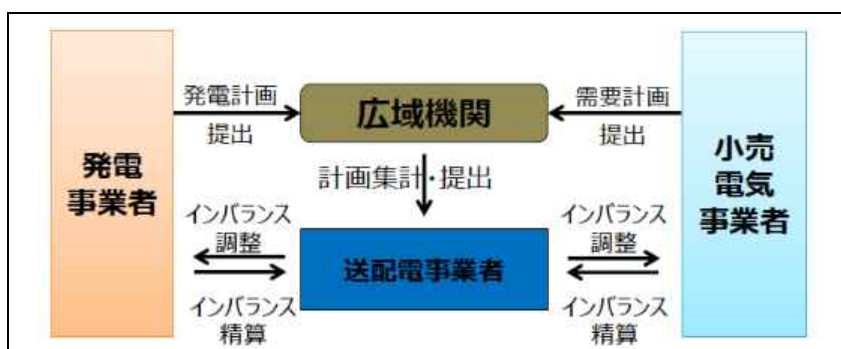 発電
事業者
発電計画
提出
広域機関
需要計画
提出
小売
電気
事業者
計画集計・提出
インバランス
調整
インバランス
精算
送配電事業者
インバランス
調整
インバランス
精算